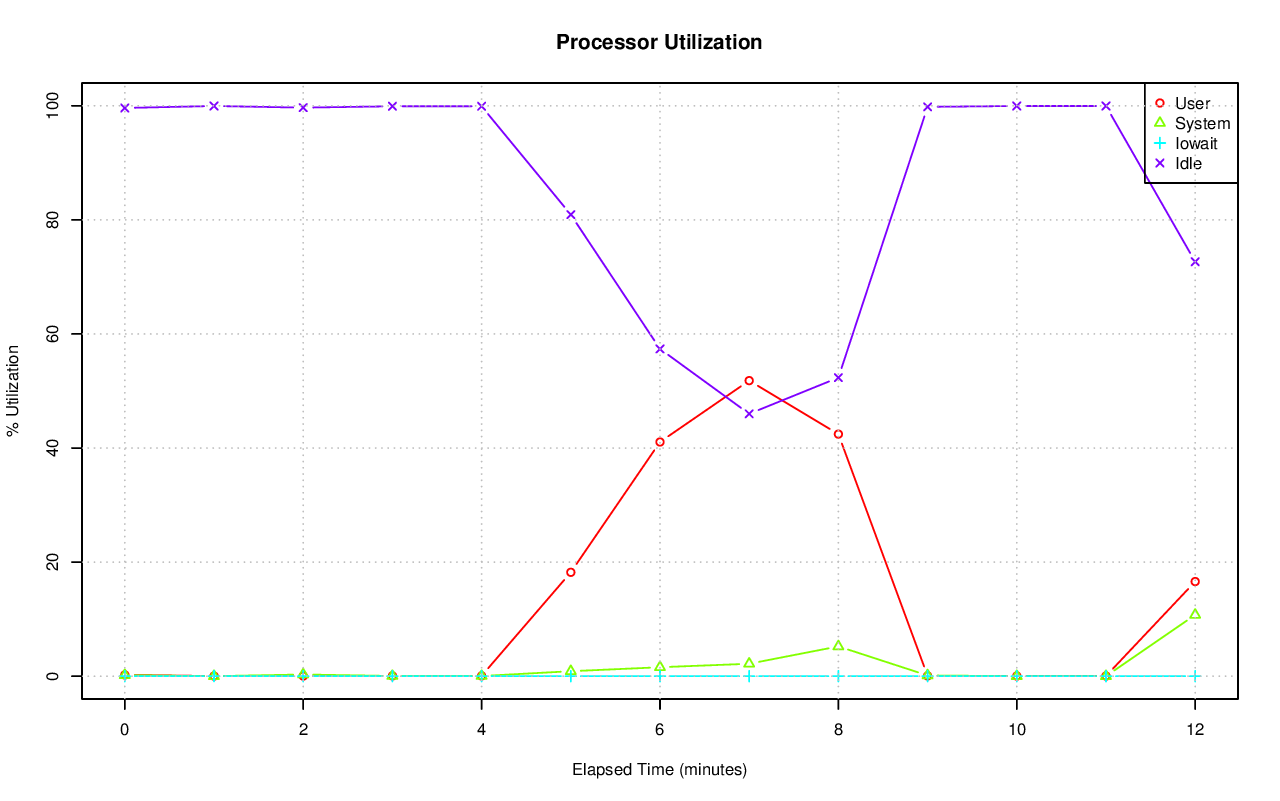 Processor Utilization
100
80
60
40
20
0
% Utilization
User
System
Iowait
Idle
0 2 4 6 8 10 12
Elapsed Time (minutes)